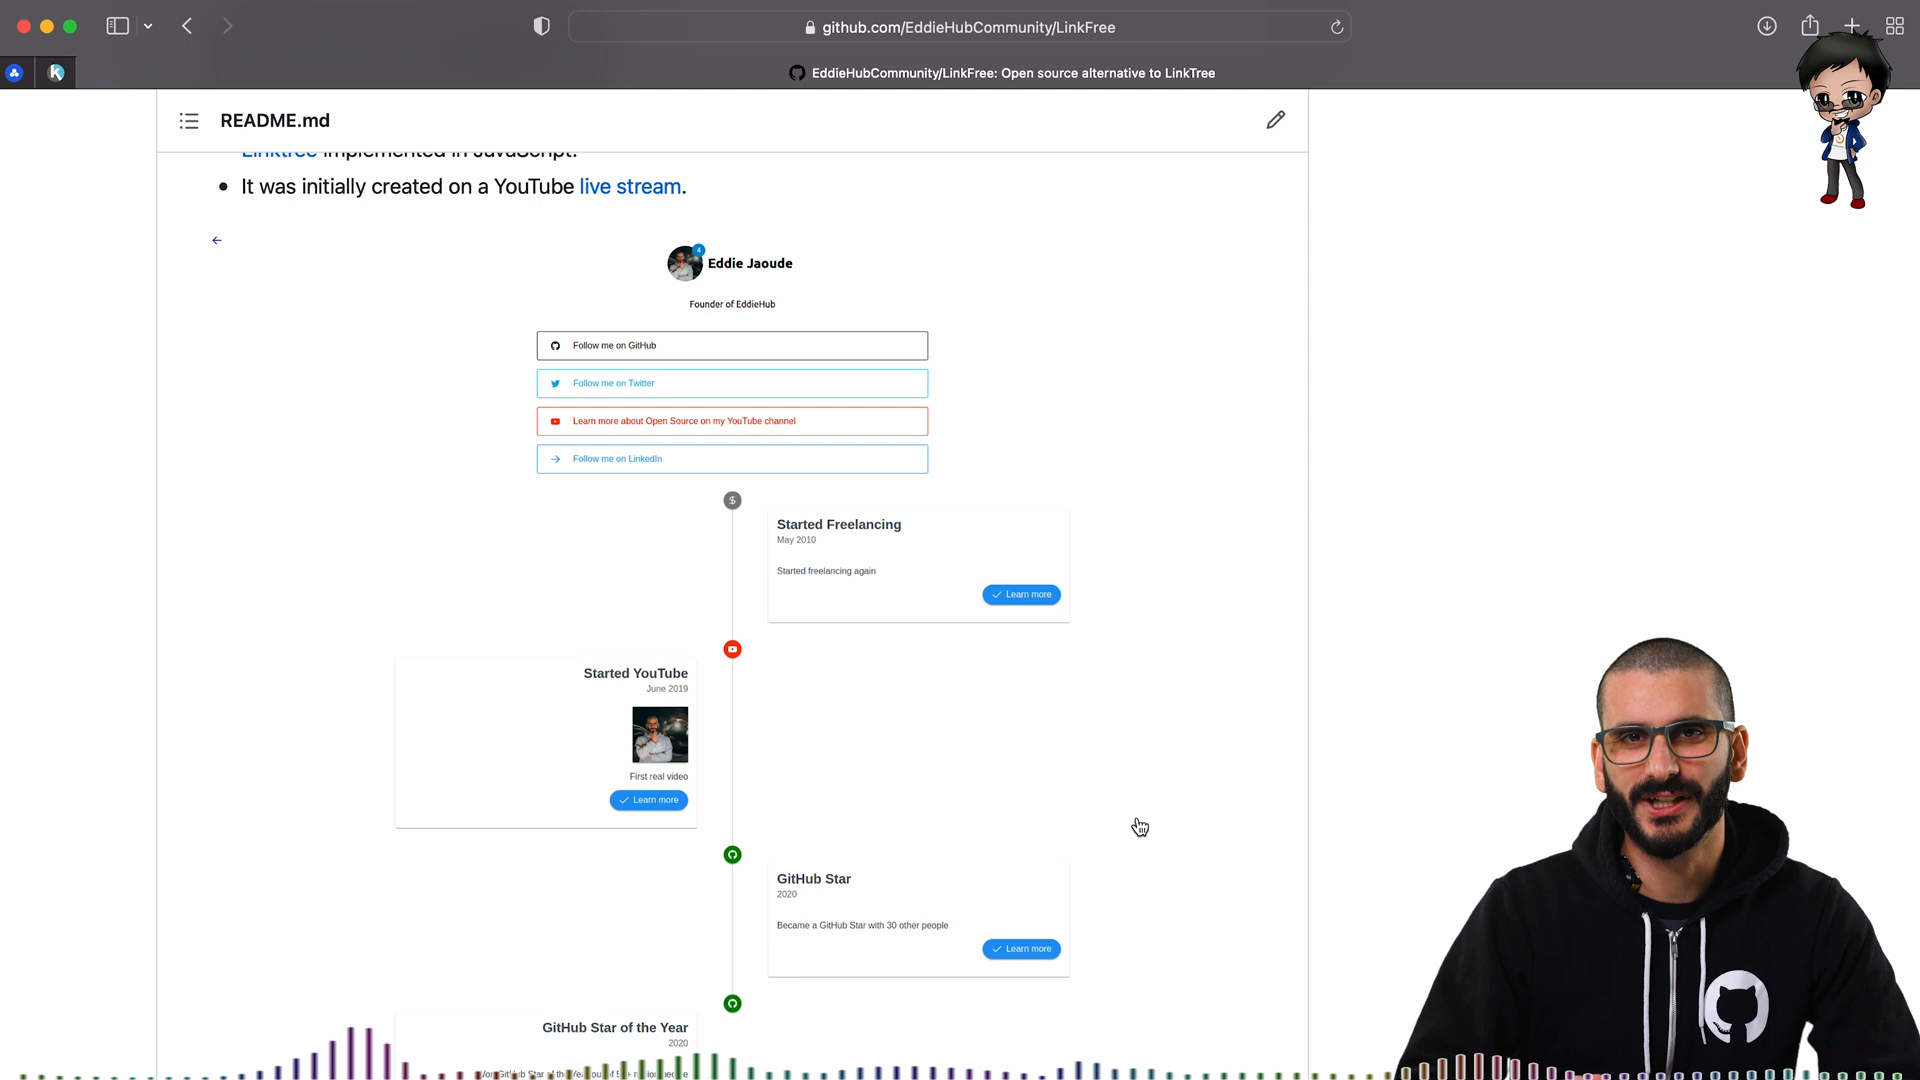 github.com/EddieHubCommunity/LinkFree
EddieHubCommunity/LinkFree: Open source alternative to LinkTree
README.md
Linktree implemented in JavaScript.
It was initially created on a YouTube live stream.
Eddie Jaoude
Founder of EddieHub
Follow me on GitHub
Follow me on Twitter
Learn more about Open Source on my YouTube channel
Follow me on LinkedIn
Started Freelancing
May 2010
Started freelancing again
Learn more
Started YouTube
June 2019
First real video
Learn more
GitHub Star
2020
Became a GitHub Star with 30 other people
Learn more
GitHub Star of the Year
2020